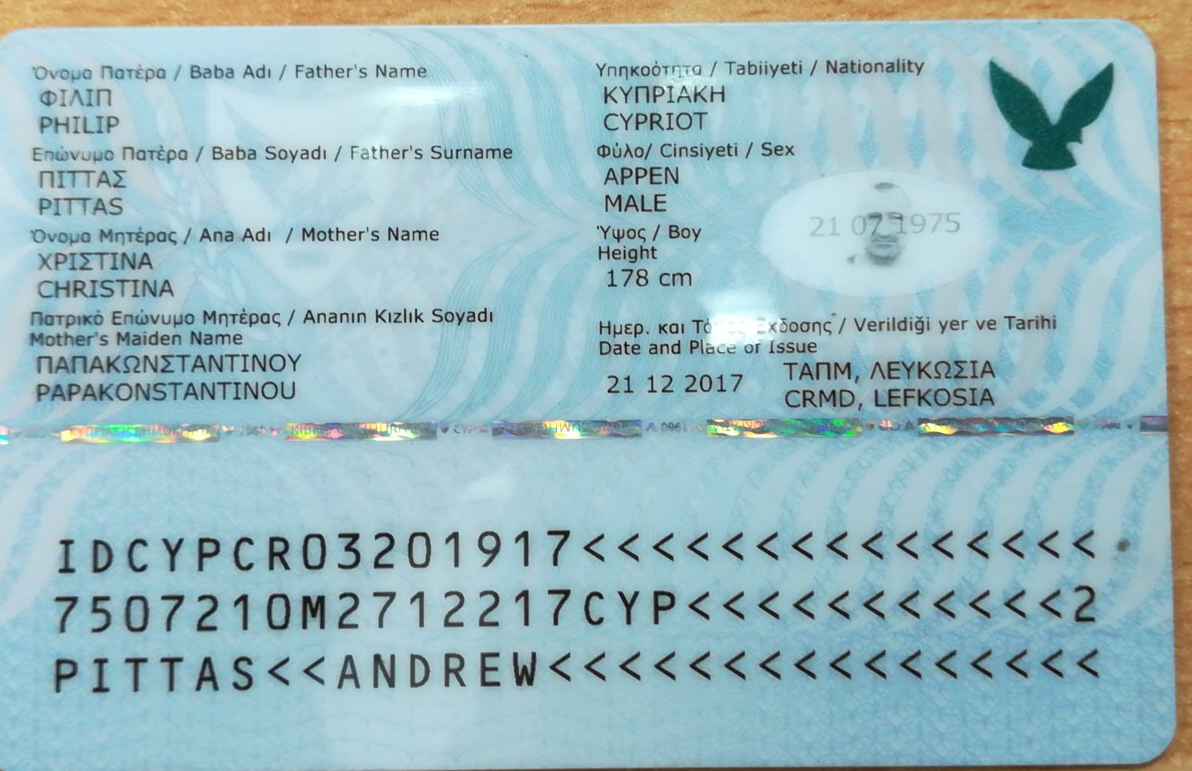 Όνομα Πατέρα / Baba Adı / Father's Name
ΦΙΛΙΠ
PHILIP
Επώνυμο Πατέρα / Baba Soyadı / Father's Surname
ΠΙΤΤΑΣ
PITTAS
Όνομα Μητέρας / Ana Adı / Mother's Name
ΧΡΙΣΤΙΝΑ
CHRISTINA
Πατρικό Επώνυμο Μητέρας / Ananın Kızlık Soyadı
Mother's Maiden Name
ΠΑΠΑΚΩΝΣΤΑΝΤΙΝΟΥ
PAPAKONSTANTINOU
Υπηκοότητα / Tabiiyeti / Nationality
ΚΥΠΡΙΑΚΗ
CYPRIOT
Φύλο/ Cinsiyeti / Sex
ΑΡΡΕΝ
MALE
21 07 1975
Ύψος / Boy
Height
178 cm
Ημερ. και Έκδοσης / Verildiği yer ve Tarihi
Date and Place of Issue
21 12 2017
ΤΑΠΜ, ΛΕΥΚΩΣΙΑ
CRMD, LEFKOSIA
IDCYPCR03201917<<<<<<<<<<<<<<<
7507210M2712217CYP<<<<<<<<<<<2
PITTAS<<ANDREW<<<<<<<<<<<<<<<<